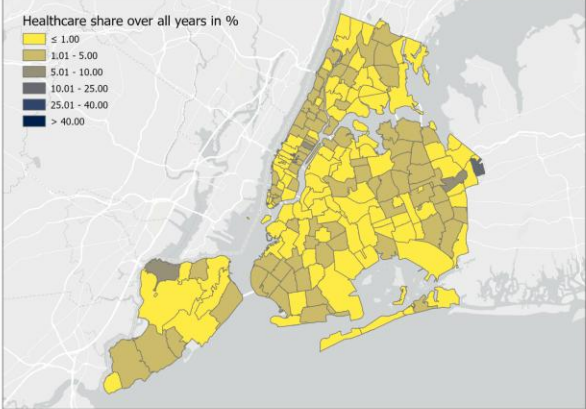 Healthcare share over all years in %
≤ 1.00
1.01 - 5.00
5.01 - 10.00
10.01 - 25.00
25.01 - 40.00
> 40.00